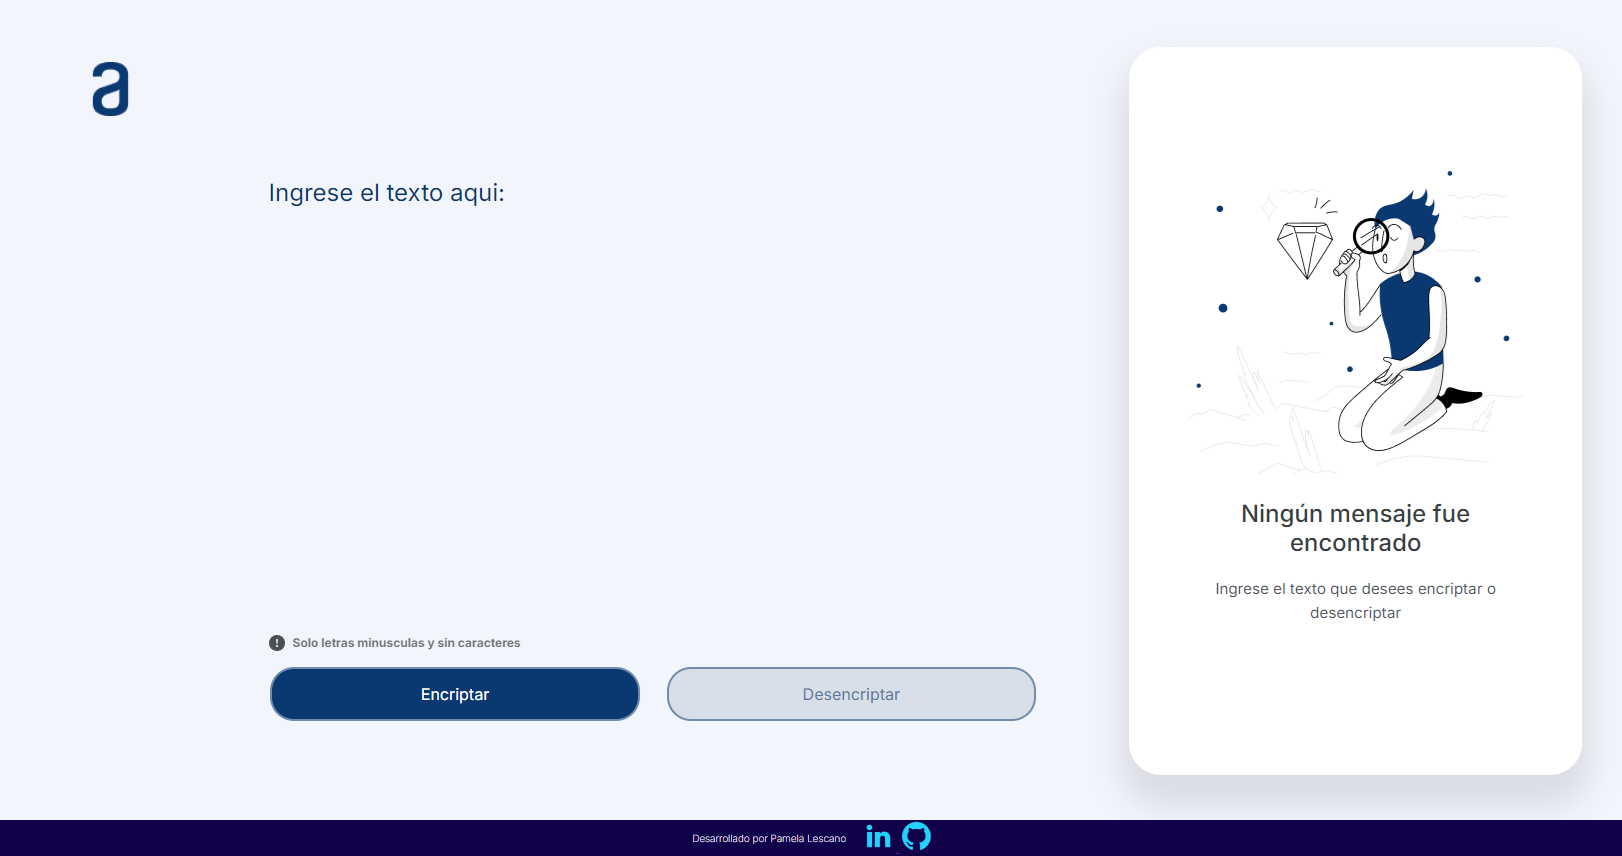 a
Ingrese el texto aqui:
Ningún mensaje fue
encontrado
Ingrese el texto que desees encriptar o
desencriptar
Solo letras minusculas y sin caracteres
Encriptar
Desencriptar
Desarrollado por Pamela Lescano
in